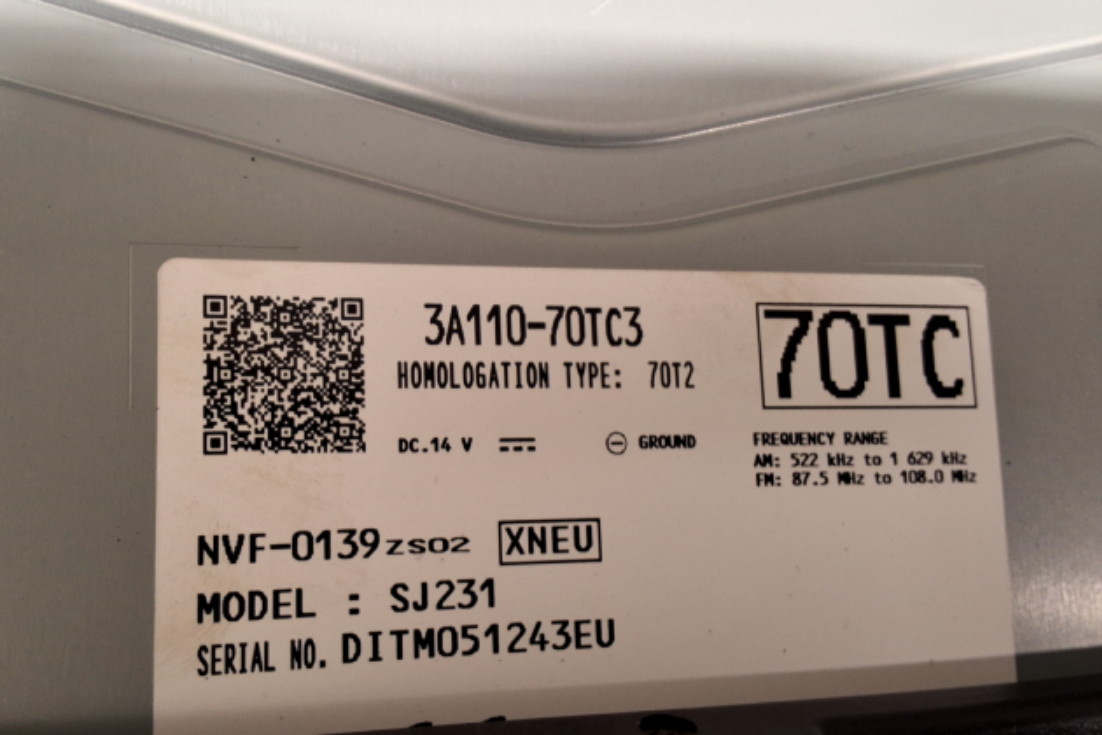 3A110-70TC3
HOMOLOGATION TYPE: 70T2
70TC
DC.14 V
GROUND
FREQUENCY RANGE
AM: 522 kHz to 1 629 kHz
FM: 87.5 MHz to 108.0 MHz
NVF-0139ZS02 XNEU
MODEL : SJ231
SERIAL NO. DITM051243EU